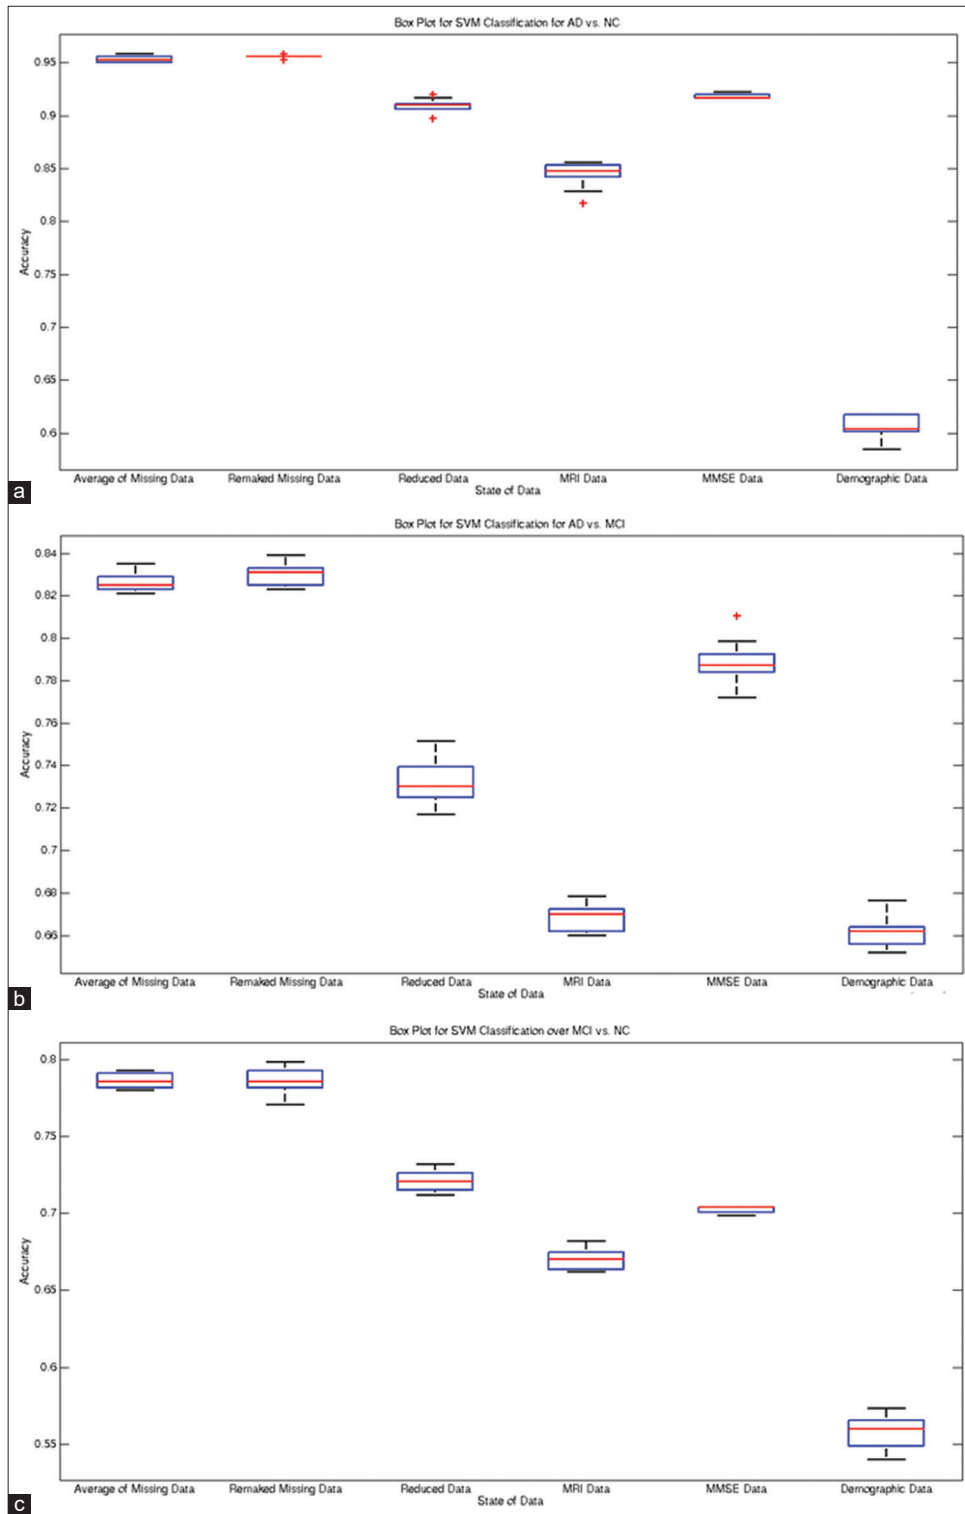 Box Plot for SVM Classification for AD vs. NC
0.95
0.9
0.85
0.8
0.75
0.7
0.65
0.6
Accuracy
Average of Missing Data Remaked Missing Data Reduced Data MRI Data MMSE Data Demographic Data
State of Data
a
Box Plot for SVM Classification for AD vs. MCI
0.84
0.82
0.8
0.78
0.76
0.74
0.72
0.7
0.68
0.66
Accuracy
Average of Missing Data Remaked Missing Data Reduced Data MRI Data MMSE Data Demographic Data
State of Data
b
Box Plot for SVM Classification over MCI vs. NC
0.8
0.75
0.7
0.65
0.6
0.55
Accuracy
Average of Missing Data Remaked Missing Data Reduced Data MRI Data MMSE Data Demographic Data
State of Data
c